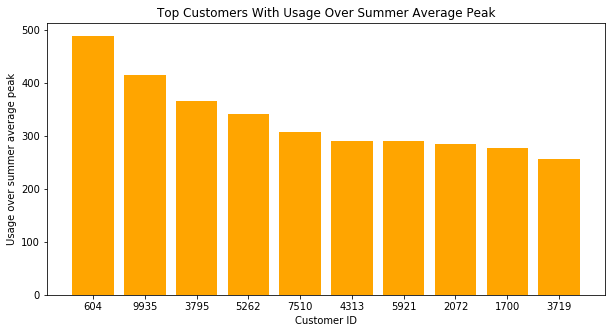 Top Customers With Usage Over Summer Average Peak
Usage over summer average peak
500
400
300
200
100
0
604 9935 3795 5262 7510 4313 5921 2072 1700 3719
Customer ID